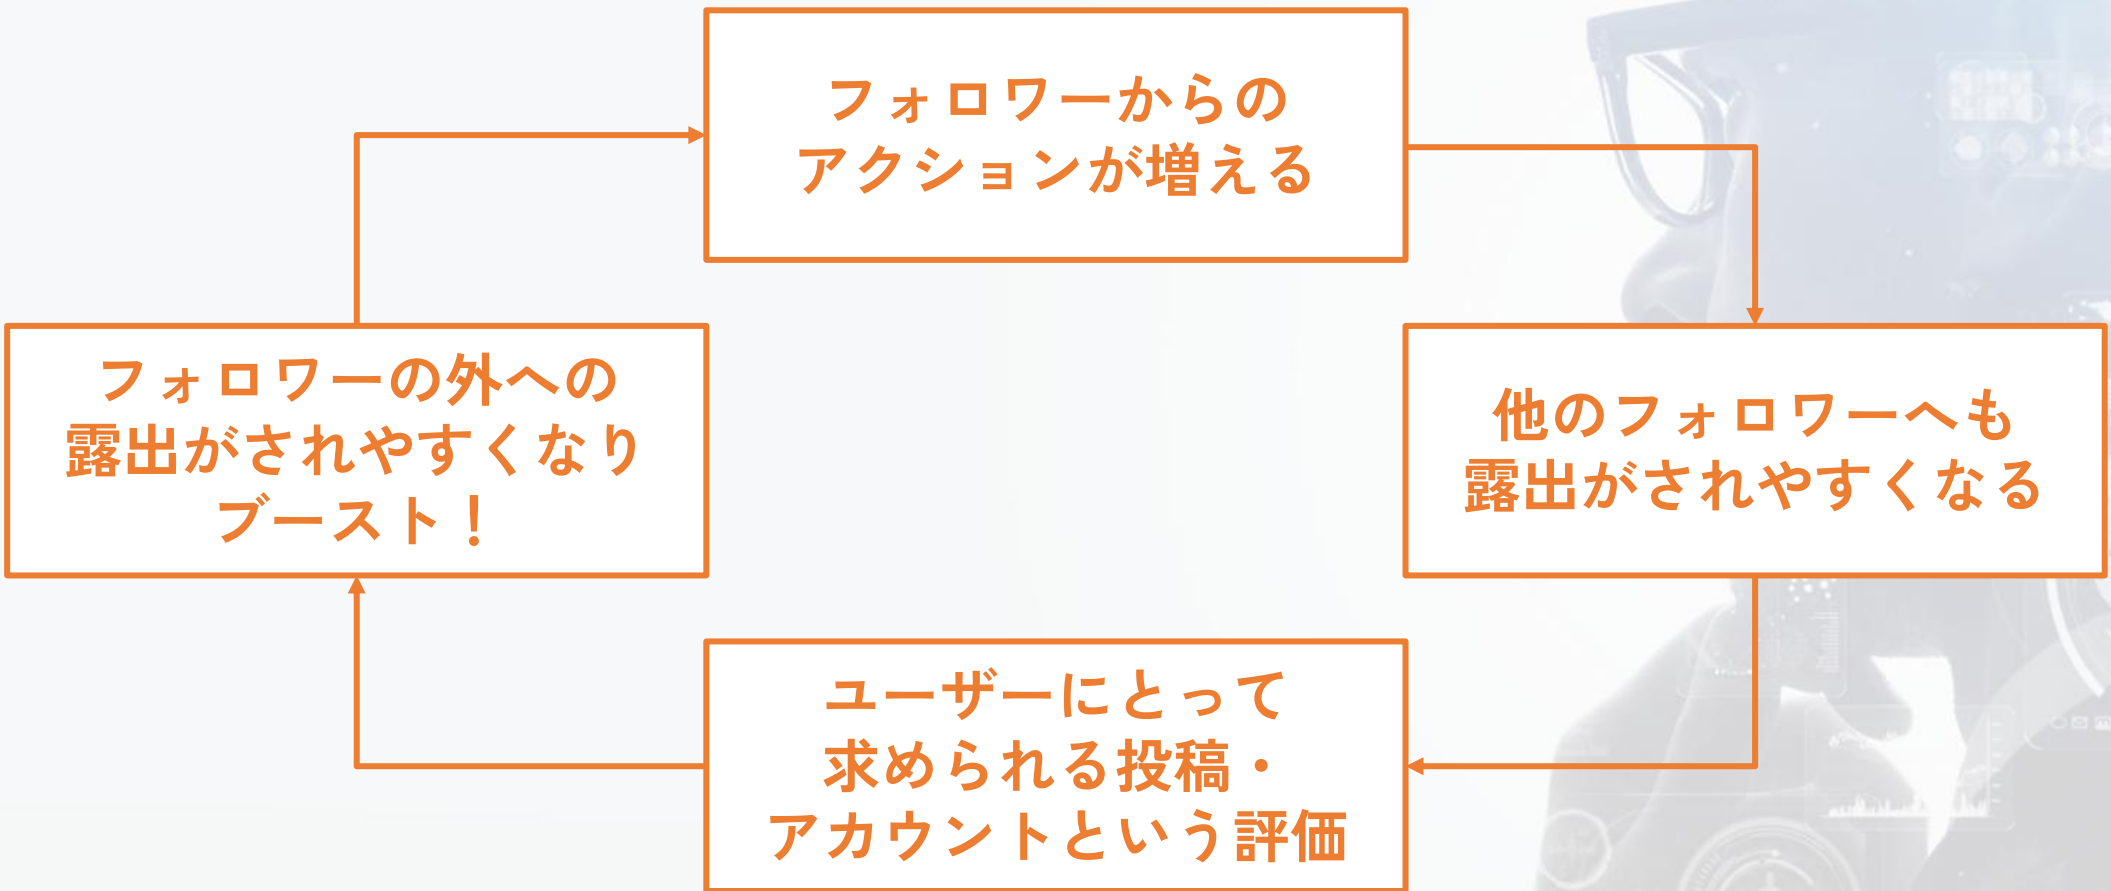 フォロワーからの
アクションが増える
他のフォロワーへも
露出がされやすくなる
ユーザーにとって
求められる投稿・
アカウントという評価
フォロワーの外への
露出がされやすくなり
ブースト！